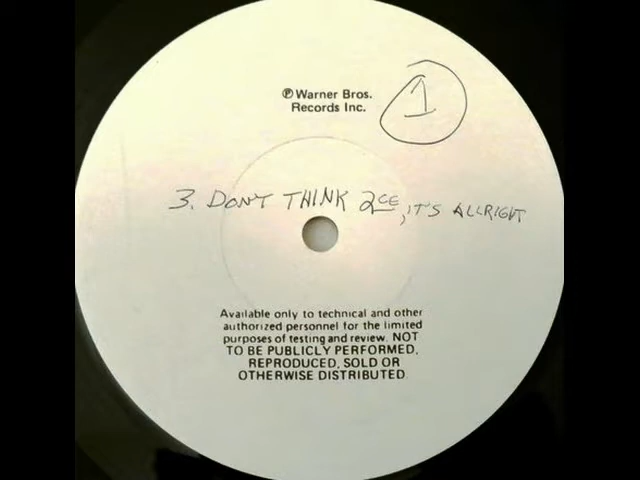 ℗ Warner Bros.
Records Inc.
1
3. DON'T THINK 2CE, IT'S ALLRIGHT
Available only to technical and other
authorized personnel for the limited
purposes of testing and review. NOT
TO BE PUBLICLY PERFORMED,
REPRODUCED, SOLD OR
OTHERWISE DISTRIBUTED.